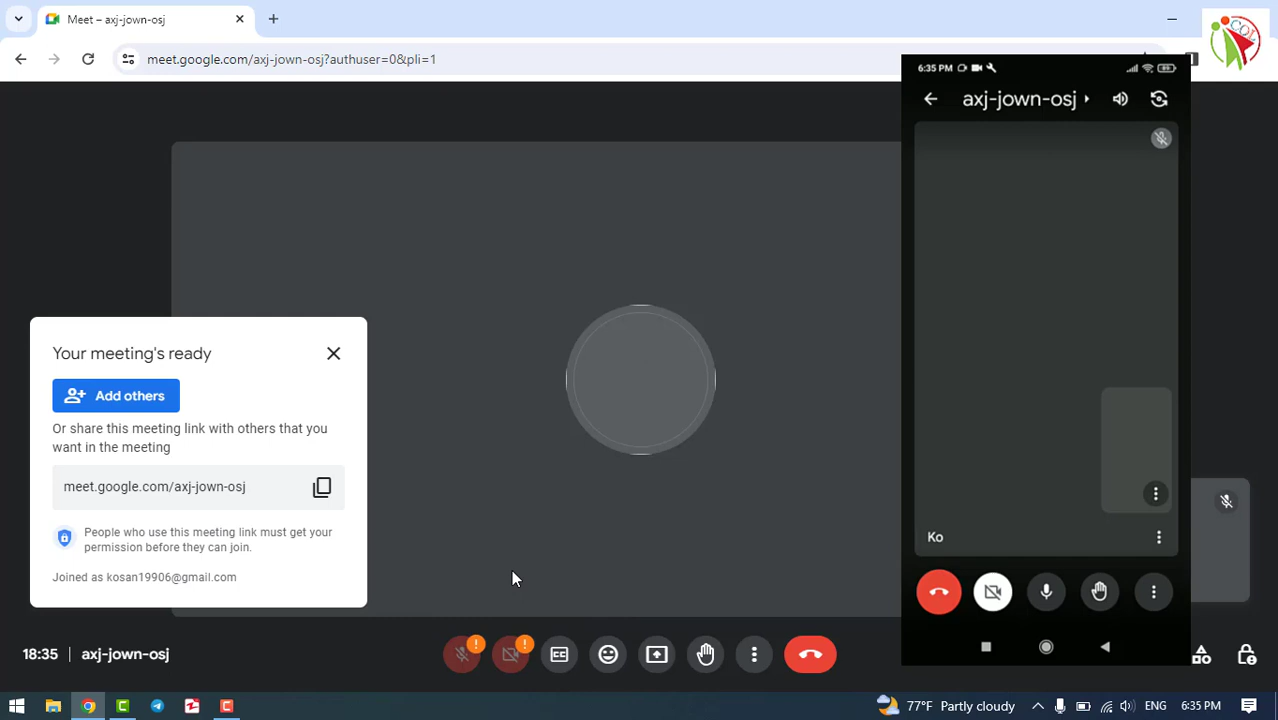 Meet – axj-jown-osj
meet.google.com/axj-jown-osj?authuser=0&pli=1
COL
6:35 PM
axj-jown-osj
Ko
Your meeting's ready
Add others
Or share this meeting link with others that you
want in the meeting
meet.google.com/axj-jown-osj
People who use this meeting link must get your
permission before they can join.
Joined as kosan19906@gmail.com
18:35 | axj-jown-osj
77°F Partly cloudy
ENG
6:35 PM